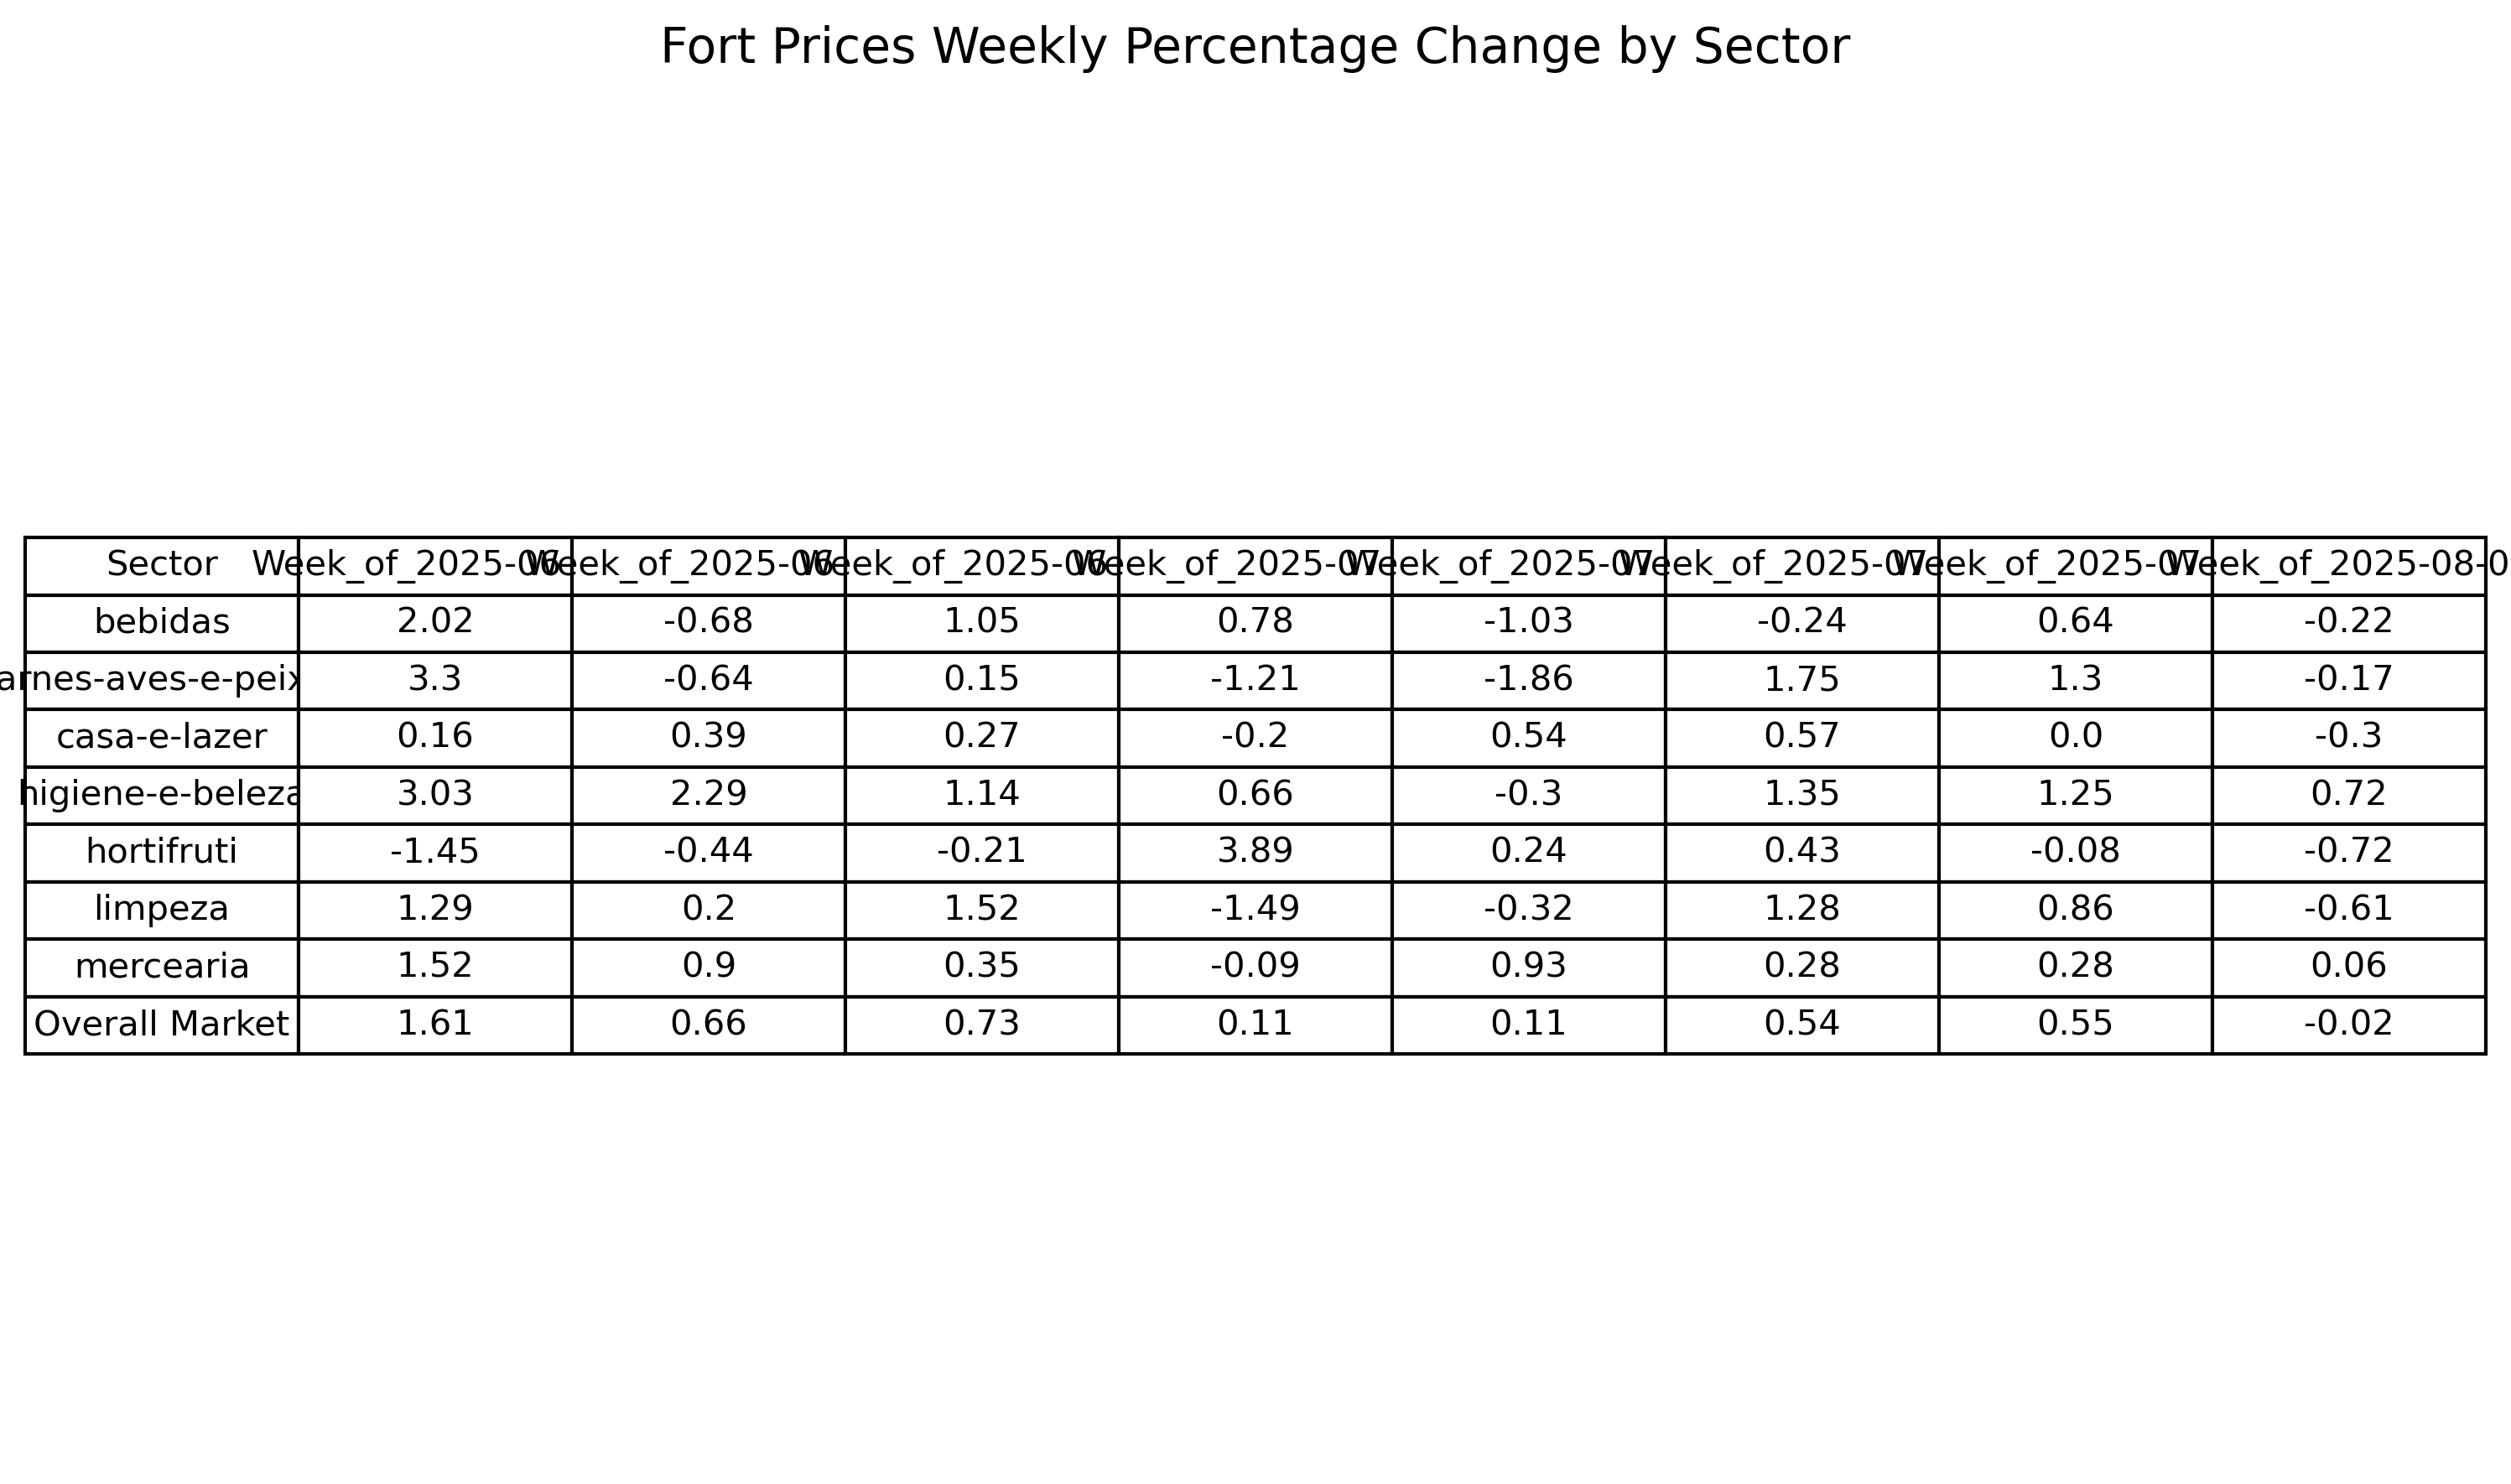 Fort Prices Weekly Percentage Change by Sector
Sector Week_of_2025-06 Week_of_2025-06 Week_of_2025-06 Week_of_2025-07 Week_of_2025-07 Week_of_2025-07 Week_of_2025-07 Week_of_2025-08-0
bebidas 2.02 -0.68 1.05 0.78 -1.03 -0.24 0.64 -0.22
arnes-aves-e-peix 3.3 -0.64 0.15 -1.21 -1.86 1.75 1.3 -0.17
casa-e-lazer 0.16 0.39 0.27 -0.2 0.54 0.57 0.0 -0.3
higiene-e-beleza 3.03 2.29 1.14 0.66 -0.3 1.35 1.25 0.72
hortifruti -1.45 -0.44 -0.21 3.89 0.24 0.43 -0.08 -0.72
limpeza 1.29 0.2 1.52 -1.49 -0.32 1.28 0.86 -0.61
mercearia 1.52 0.9 0.35 -0.09 0.93 0.28 0.28 0.06
Overall Market 1.61 0.66 0.73 0.11 0.11 0.54 0.55 -0.02